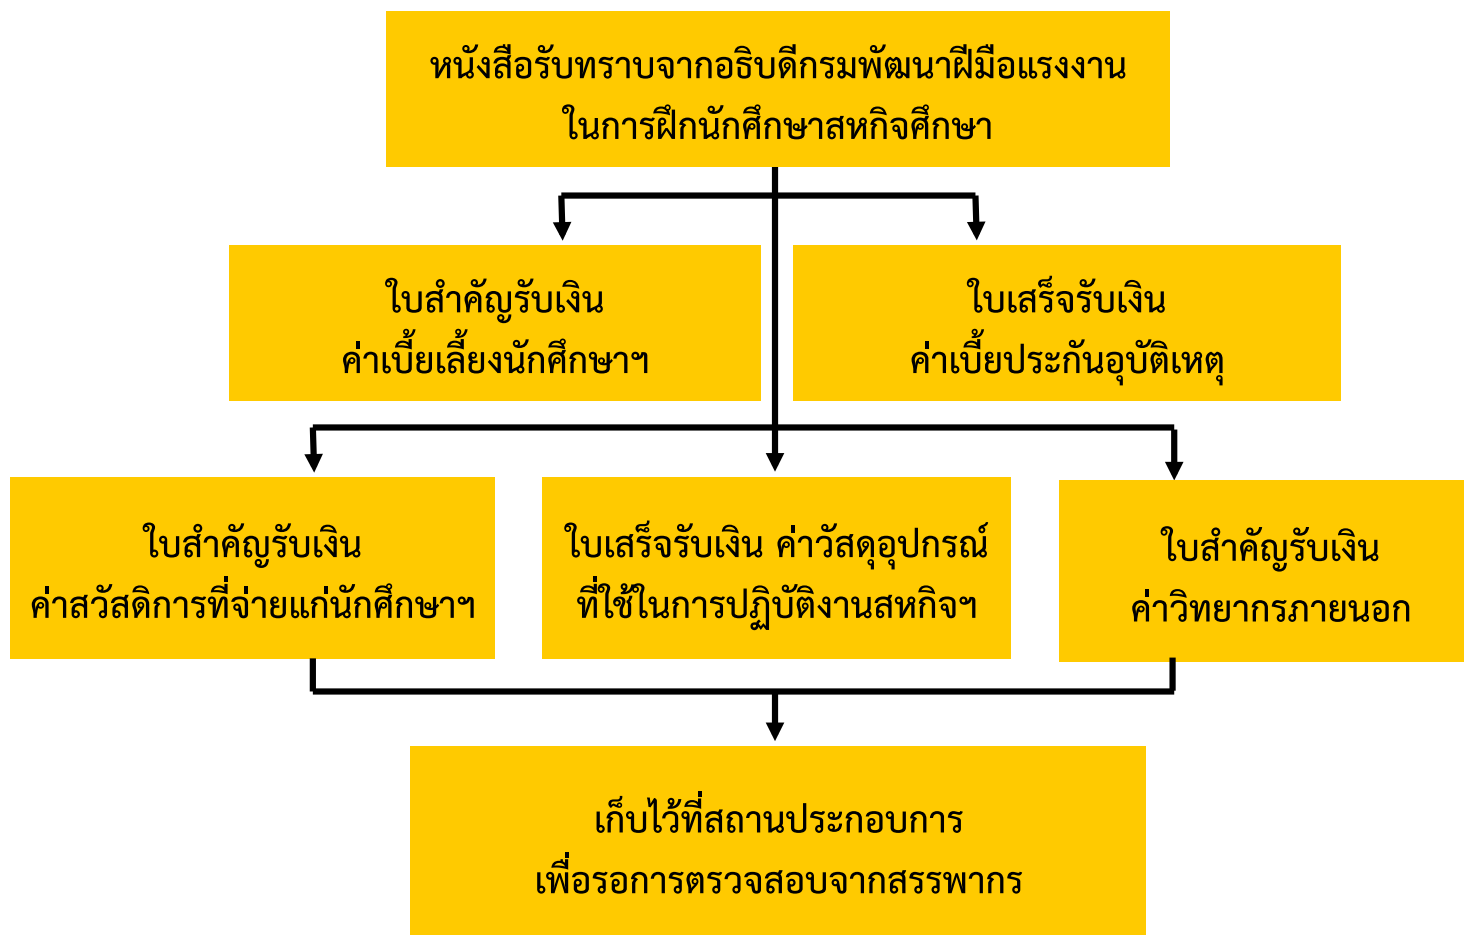 หนังสือรับทราบจากอธิบดีกรมพัฒนาฝีมือแรงงาน
ในการฝึกนักศึกษาสหกิจศึกษา
ใบสำคัญรับเงิน
ค่าเบี้ยเลี้ยงนักศึกษาฯ
ใบเสร็จรับเงิน
ค่าเบี้ยประกันอุบัติเหตุ
ใบสำคัญรับเงิน
ค่าสวัสดิการที่จ่ายแก่นักศึกษาฯ
ใบเสร็จรับเงิน ค่าวัสดุอุปกรณ์
ที่ใช้ในการปฏิบัติงานสหกิจฯ
ใบสำคัญรับเงิน
ค่าวิทยากรภายนอก
เก็บไว้ที่สถานประกอบการ
เพื่อรอการตรวจสอบจากสรรพากร